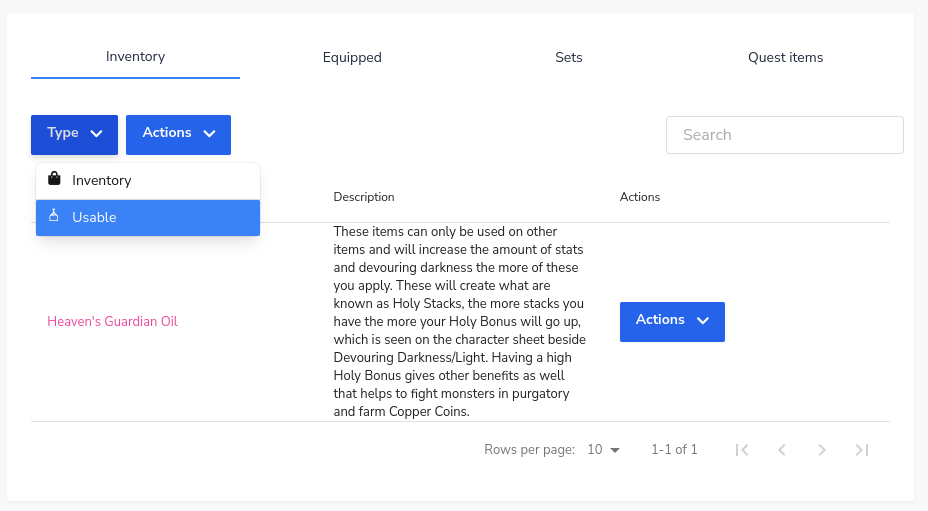 Inventory
Equipped
Sets
Quest items
Type
Actions
Search
Inventory
Usable
Description
Actions
Heaven's Guardian Oil
These items can only be used on other
items and will increase the amount of stats
and devouring darkness the more of these
you apply. These will create what are
known as Holy Stacks, the more stacks you
have the more your Holy Bonus will go up,
which is seen on the character sheet beside
Devouring Darkness/Light. Having a high
Holy Bonus gives other benefits as well
that helps to fight monsters in purgatory
and farm Copper Coins.
Actions
Rows per page: 10
1-1 of 1